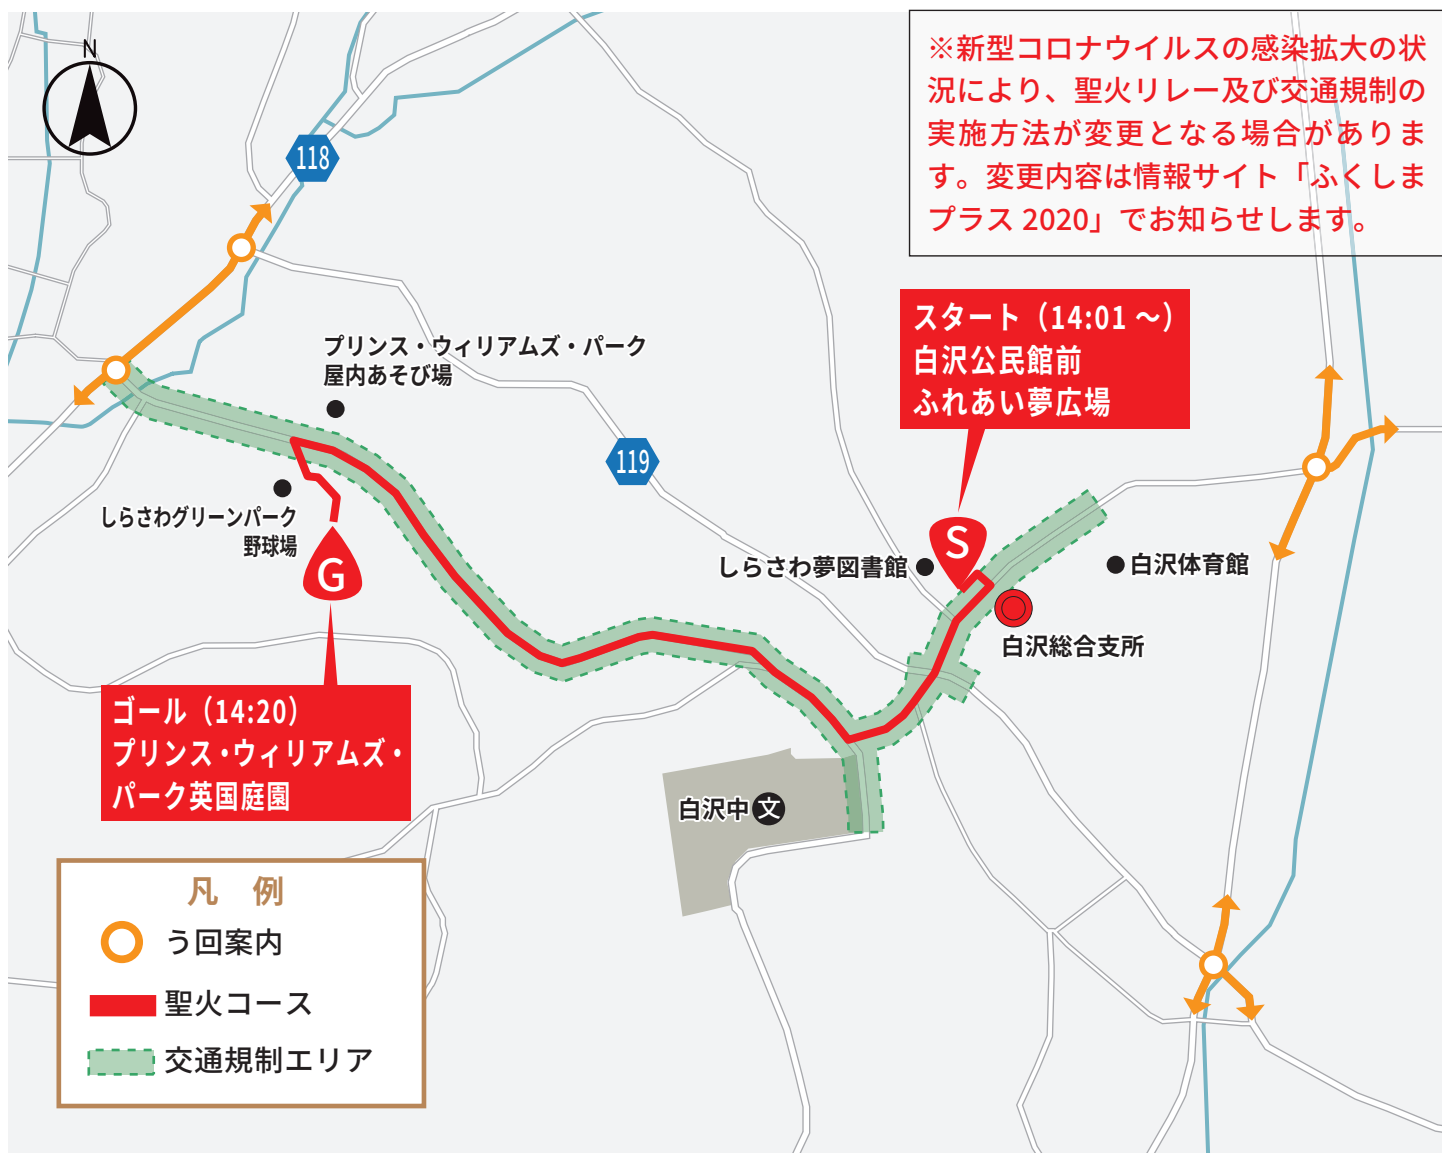 N
※新型コロナウイルスの感染拡大の状
況により、聖火リレー及び交通規制の
実施方法が変更となる場合がありま
す。変更内容は情報サイト「ふくしま
プラス 2020」でお知らせします。
118
スタート（14:01 ～）
白沢公民館前
ふれあい夢広場
プリンス・ウィリアムズ・パーク
屋内あそび場
119
しらさわグリーンパーク
野球場
G
S
しらさわ夢図書館
白沢体育館
白沢総合支所
ゴール（14:20）
プリンス・ウィリアムズ・
パーク英国庭園
白沢中 文
凡 例
う回案内
聖火コース
交通規制エリア